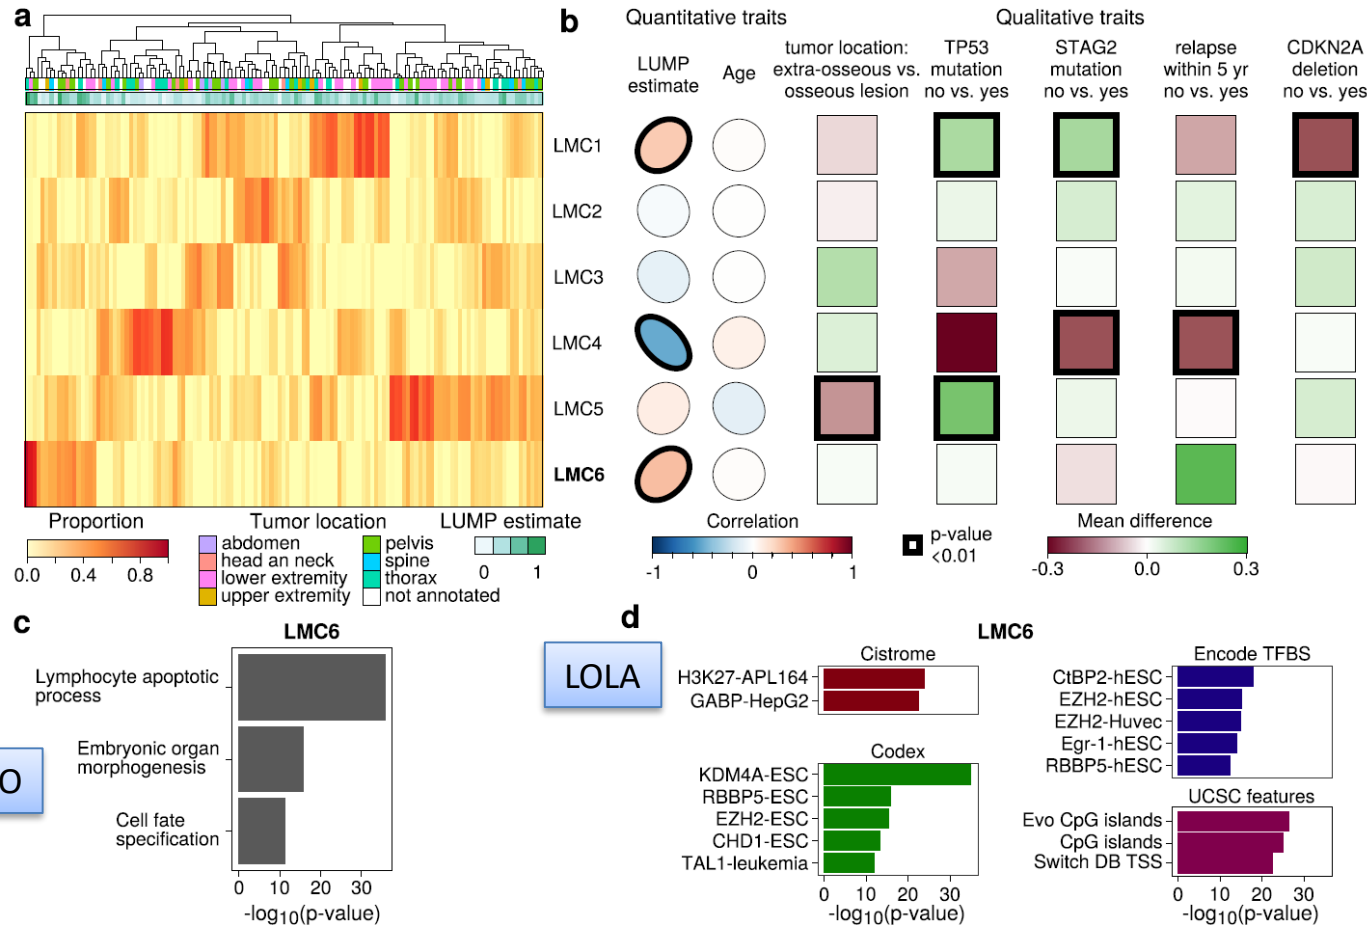 a
b
Quantitative traits
Qualitative traits
LUMP
estimate
Age
tumor location:
extra-osseous vs.
osseous lesion
TP53
mutation
no vs. yes
STAG2
mutation
no vs. yes
relapse
within 5 yr
no vs. yes
CDKN2A
deletion
no vs. yes
LMC1
LMC2
LMC3
LMC4
LMC5
LMC6
Proportion
0.0 0.4 0.8
Tumor location
abdomen
head an neck
lower extremity
upper extremity
pelvis
spine
thorax
not annotated
LUMP estimate
0 1
Correlation
-1 0 1
p-value
<0.01
Mean difference
-0.3 0.0 0.3
c
LMC6
Lymphocyte apoptotic
process
Embryonic organ
morphogenesis
Cell fate
specification
0 10 20 30
-log10(p-value)
O
d
LMC6
LOLA
Cistrome
H3K27-APL164
GABP-HepG2
Codex
KDM4A-ESC
RBBP5-ESC
EZH2-ESC
CHD1-ESC
TAL1-leukemia
0 10 20 30
-log10(p-value)
Encode TFBS
CtBP2-hESC
EZH2-hESC
EZH2-Huvec
Egr-1-hESC
RBBP5-hESC
UCSC features
Evo CpG islands
CpG islands
Switch DB TSS
0 10 20 30
-log10(p-value)